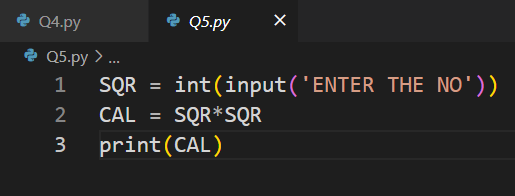 Q4.py Q5.py ×
Q5.py > ...
1 SQR = int(input('ENTER THE NO'))
2 CAL = SQR*SQR
3 print(CAL)